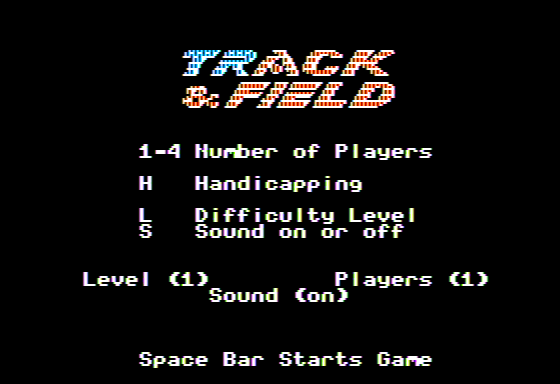 TRACK
& FIELD
1-4 Number of Players
H Handicapping
L Difficulty Level
S Sound on or off
Level (1) Players (1)
Sound (on)
Space Bar Starts Game